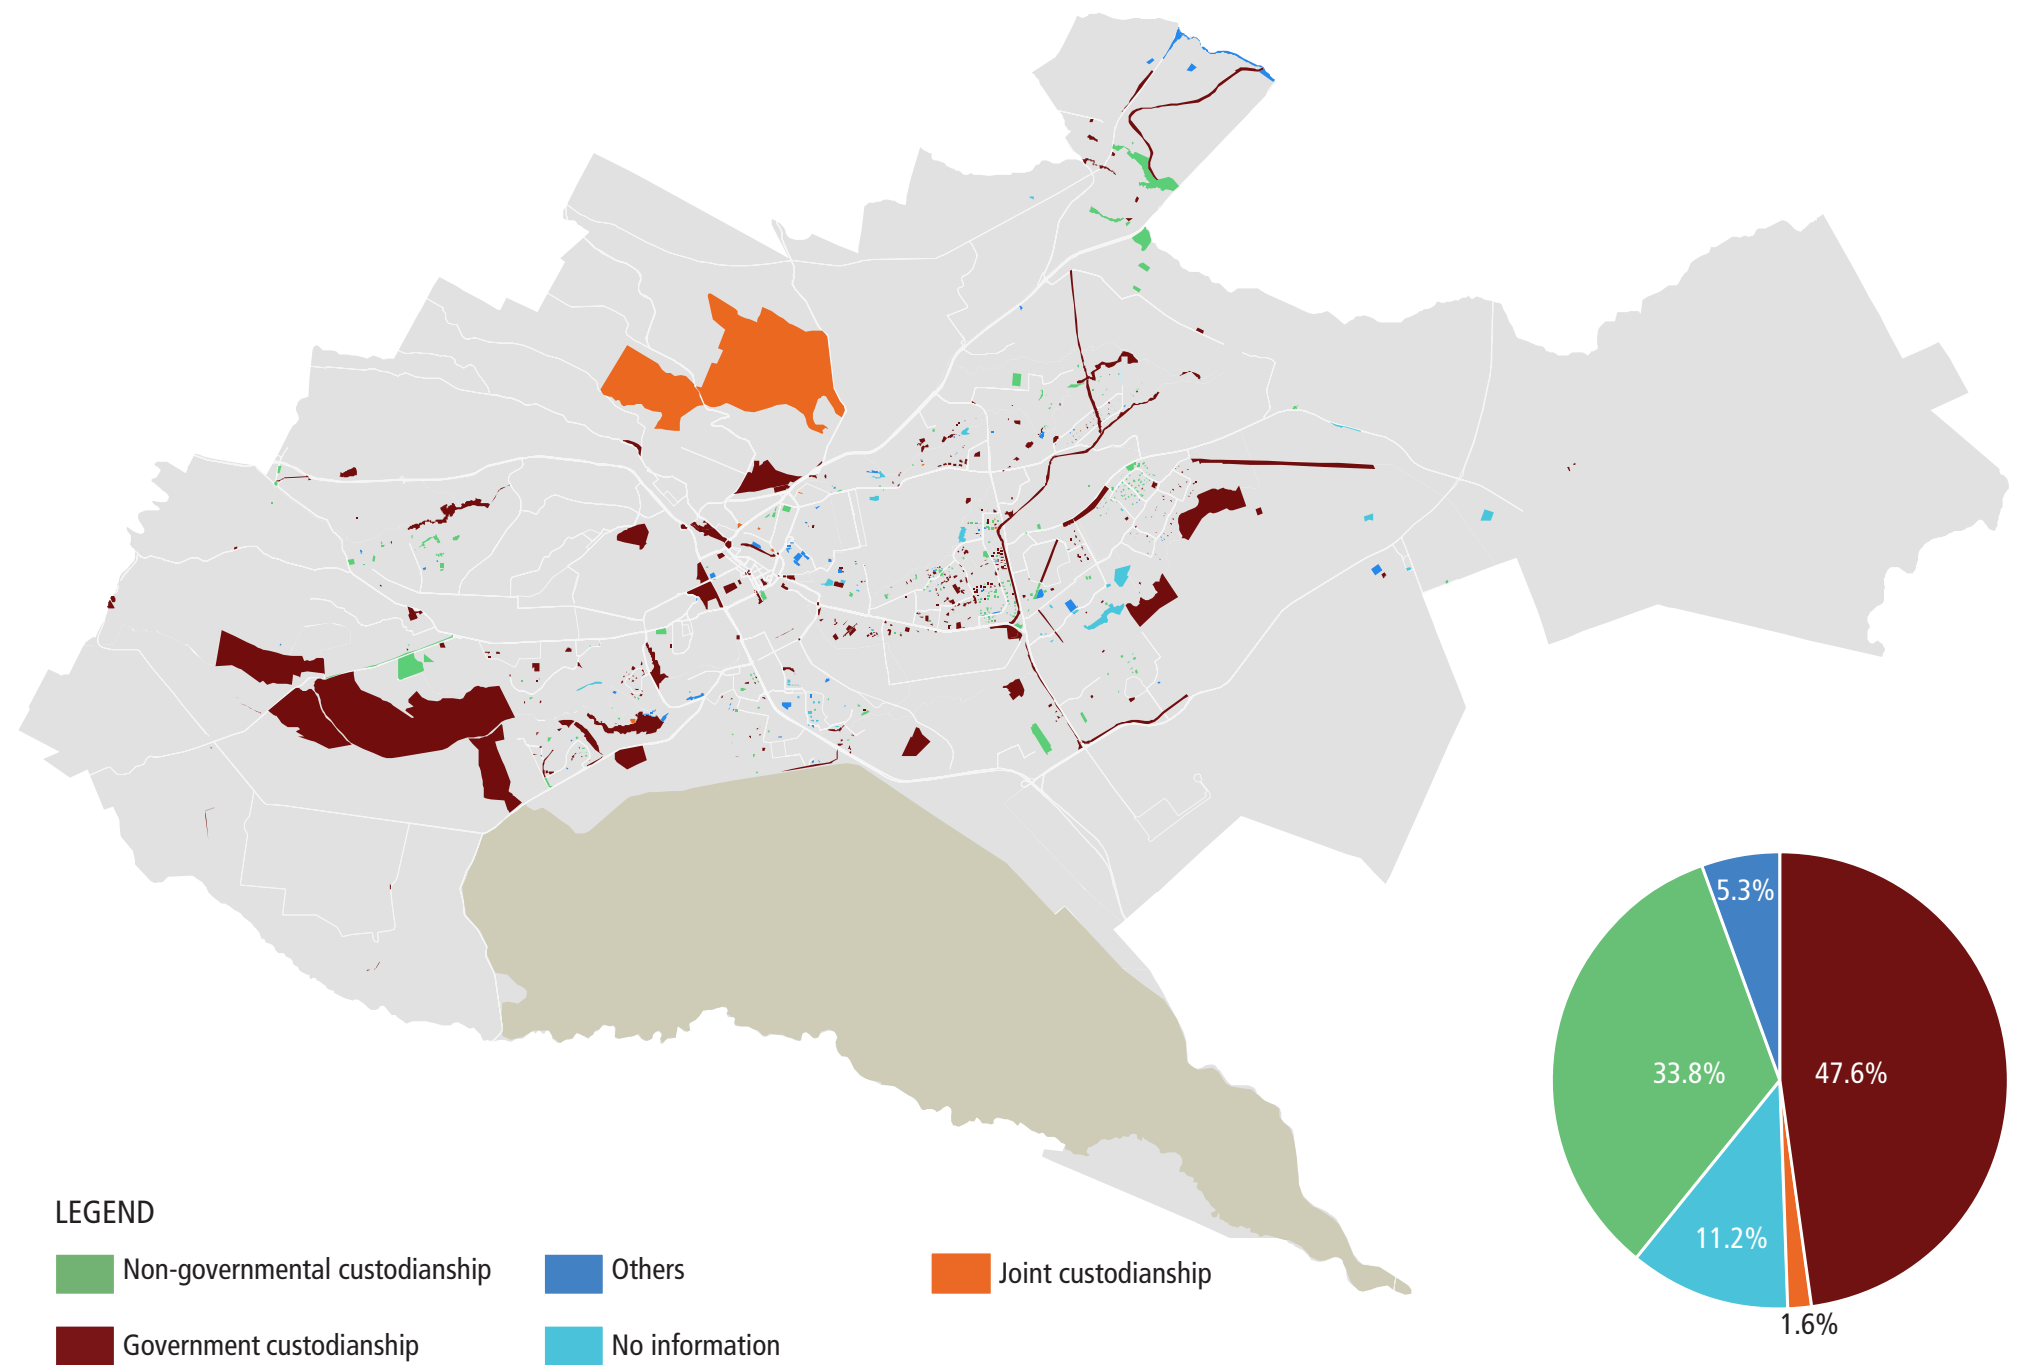 5.3%
33.8%
47.6%
11.2%
1.6%
LEGEND
Non-governmental custodianship
Others
Joint custodianship
Government custodianship
No information